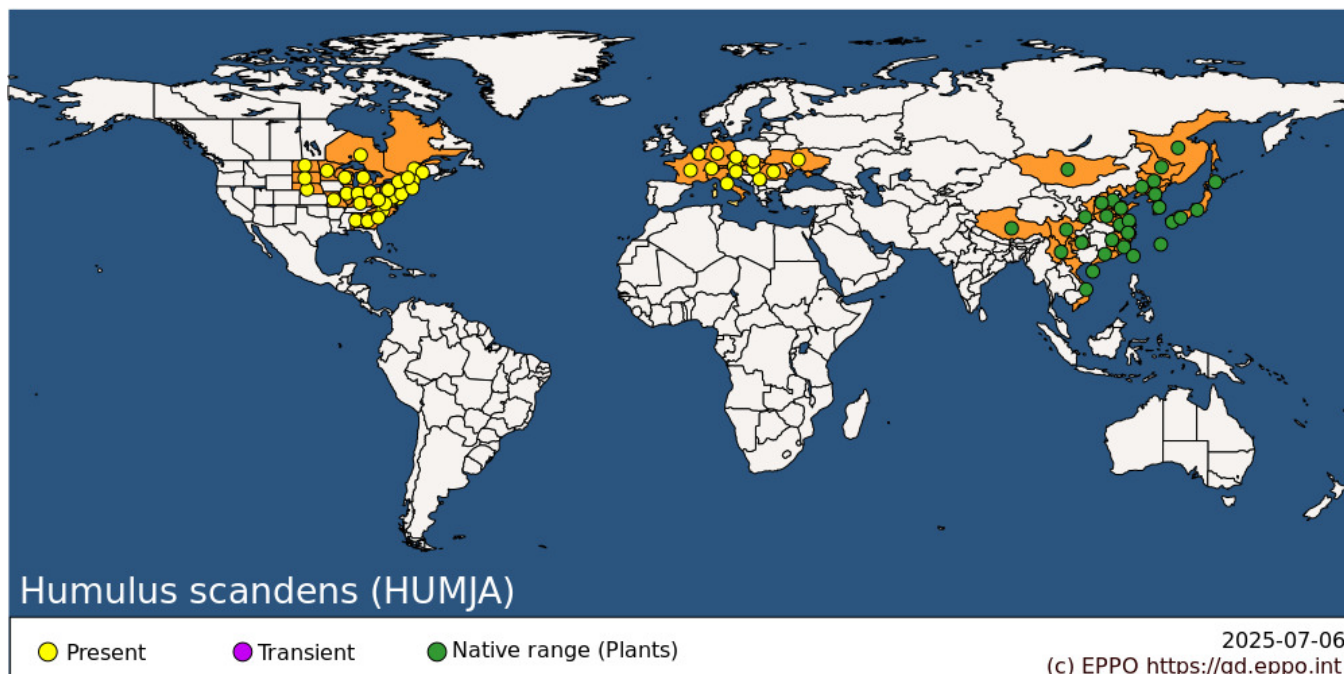 Humulus scandens (HUMJA)
Present
Transient
Native range (Plants)
2025-07-06
(c) EPPO https://gd.eppo.int